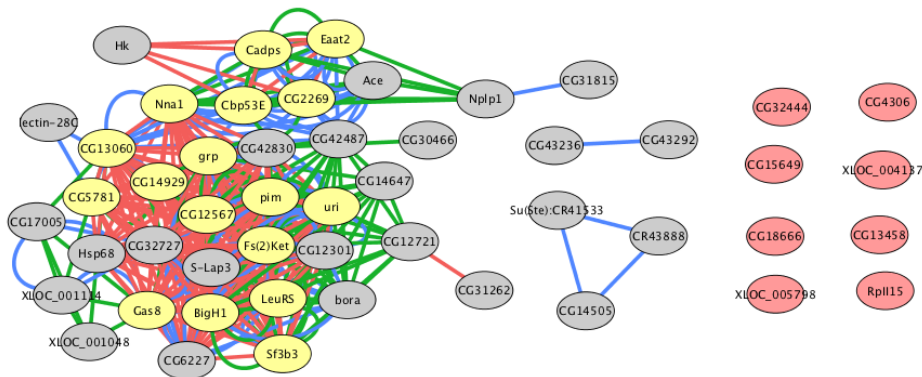 Hk
Cadps
Eaat2
Ace
Nplp1
CG31815
Nna1
Cbp53E
CG2269
CG32444
CG4306
lectin-28C
CG13060
grp
CG42830
CG42487
CG30466
CG43236
CG43292
CG15649
XLOC_004137
CG5781
CG14929
pim
CG14647
CG17005
CG12567
uri
Su(Ste):CR41533
CR43888
CG18666
CG13458
Hsp68
CG32727
Fs(2)Ket
CG12301
CG12721
S-Lap3
XLOC_001114
CG31262
XLOC_005798
RpII15
Gas8
BigH1
LeuRS
bora
CG14505
XLOC_001048
CG6227
Sf3b3